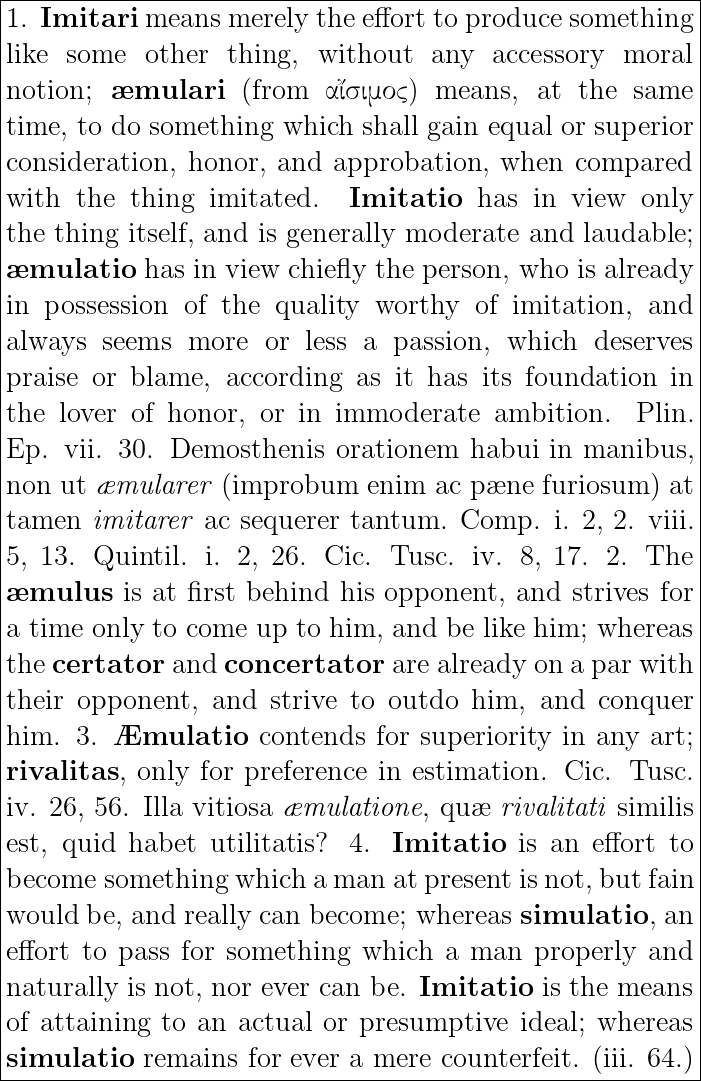 1. Imitari means merely the effort to produce something
like some other thing, without any accessory moral
notion; æmulari (from αἴσιμος) means, at the same
time, to do something which shall gain equal or superior
consideration, honor, and approbation, when compared
with the thing imitated. Imitatio has in view only
the thing itself, and is generally moderate and laudable;
æmulatio has in view chiefly the person, who is already
in possession of the quality worthy of imitation, and
always seems more or less a passion, which deserves
praise or blame, according as it has its foundation in
the lover of honor, or in immoderate ambition. Plin.
Ep. vii. 30. Demosthenis orationem habui in manibus,
non ut æmularer (improbum enim ac pæne furiosum) at
tamen imitarer ac sequerer tantum. Comp. i. 2, 2. viii.
5, 13. Quintil. i. 2, 26. Cic. Tusc. iv. 8, 17. 2. The
æmulus is at first behind his opponent, and strives for
a time only to come up to him, and be like him; whereas
the certator and concertator are already on a par with
their opponent, and strive to outdo him, and conquer
him. 3. Æmulatio contends for superiority in any art;
rivalitas, only for preference in estimation. Cic. Tusc.
iv. 26, 56. Illa vitiosa æmulatione, quæ rivalitati similis
est, quid habet utilitatis? 4. Imitatio is an effort to
become something which a man at present is not, but fain
would be, and really can become; whereas simulatio, an
effort to pass for something which a man properly and
naturally is not, nor ever can be. Imitatio is the means
of attaining to an actual or presumptive ideal; whereas
simulatio remains for ever a mere counterfeit. (iii. 64.)